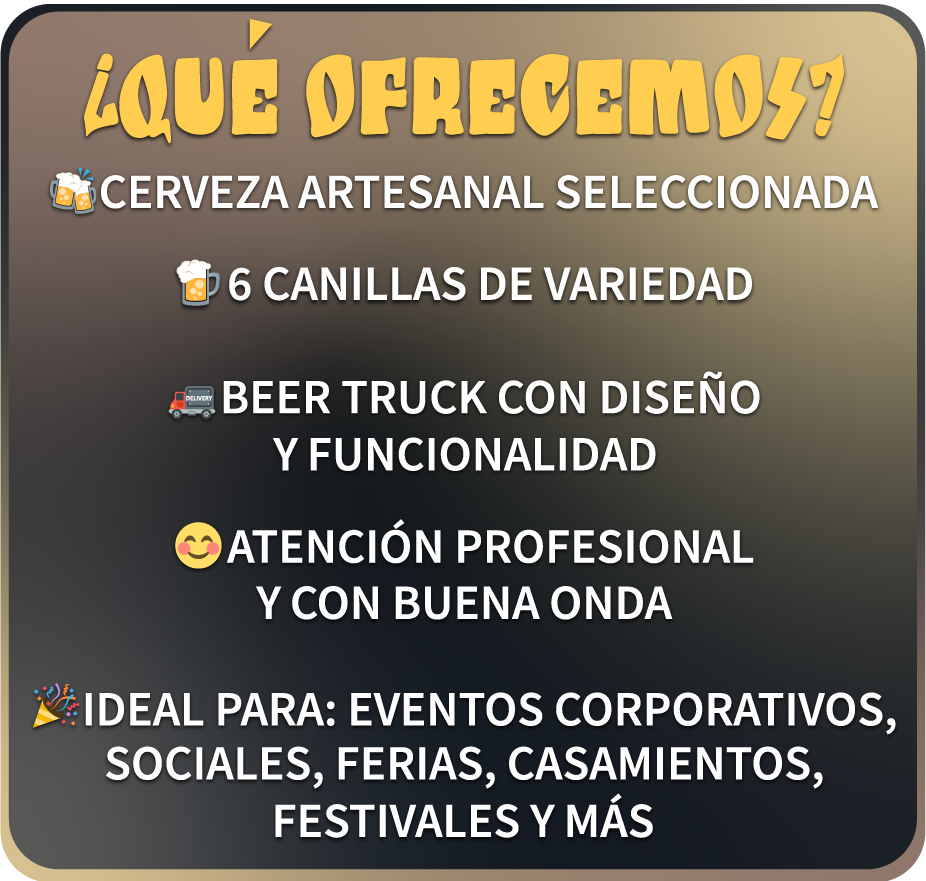 ¿QUÉ OFRECEMOS?
🍻CERVEZA ARTESANAL SELECCIONADA
🍺6 CANILLAS DE VARIEDAD
🚚BEER TRUCK CON DISEÑO
Y FUNCIONALIDAD
😊ATENCIÓN PROFESIONAL
Y CON BUENA ONDA
🎉IDEAL PARA: EVENTOS CORPORATIVOS,
SOCIALES, FERIAS, CASAMIENTOS,
FESTIVALES Y MÁS